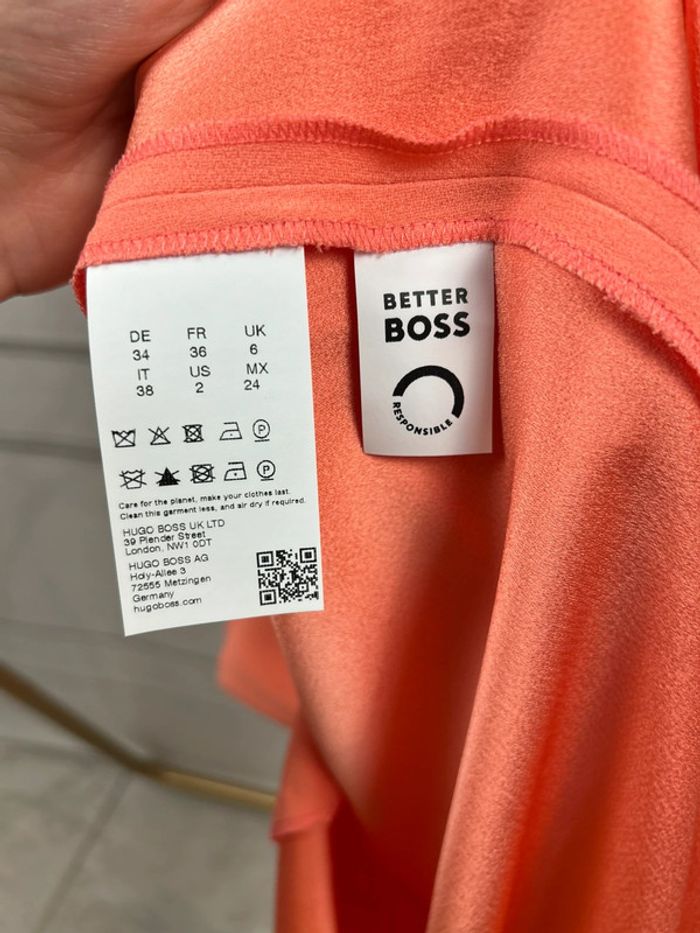 DE FR UK
34 36 6
IT US MX
38 2 24
P
P
Care for the planet, make your clothes last.
Clean this garment less, and air dry if required.
HUGO BOSS UK LTD
39 Plender Street
London, NW1 0DT
HUGO BOSS AG
Holy-Allee 3
72555 Metzingen
Germany
hugoboss.com
BETTER
BOSS
RESPONSIBLE